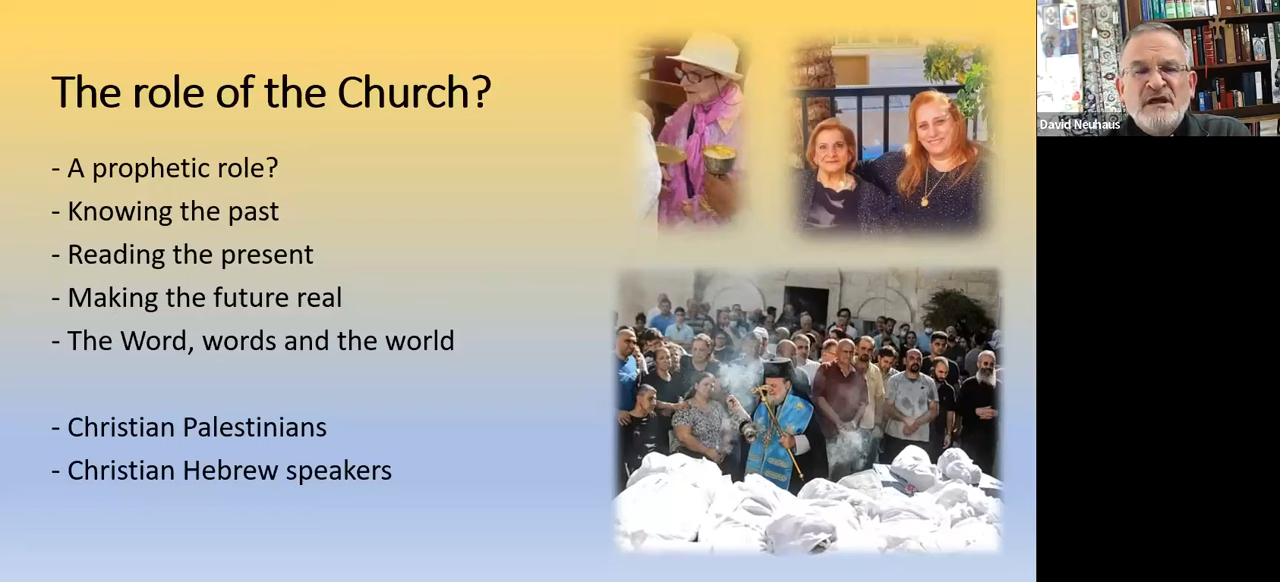 The role of the Church?
- A prophetic role?
- Knowing the past
- Reading the present
- Making the future real
- The Word, words and the world
- Christian Palestinians
- Christian Hebrew speakers
David Neuhaus